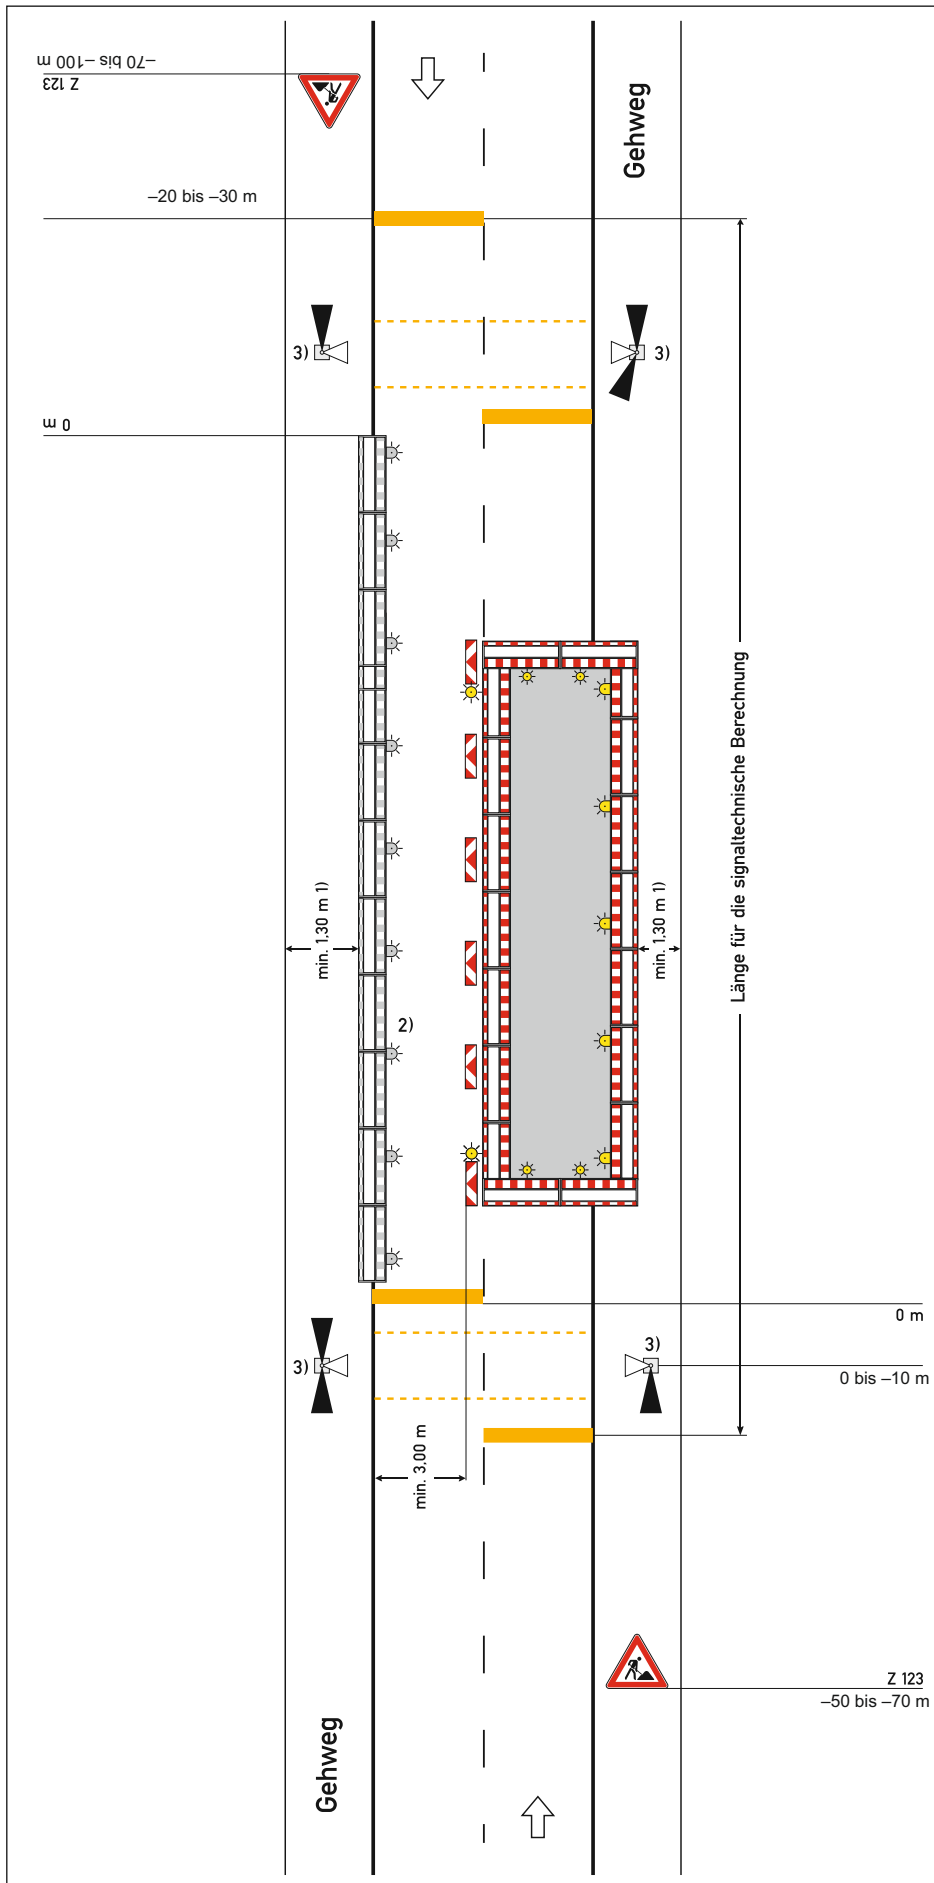 –70 bis –100 m
Z 123
Gehweg
–20 bis –30 m
3)
3)
0 m
Länge für die signaltechnische Berechnung
min. 1,30 m 1)
min. 1,30 m 1)
2)
0 m
3)
3)
0 bis –10 m
min. 3,00 m
Z 123
–50 bis –70 m
Gehweg